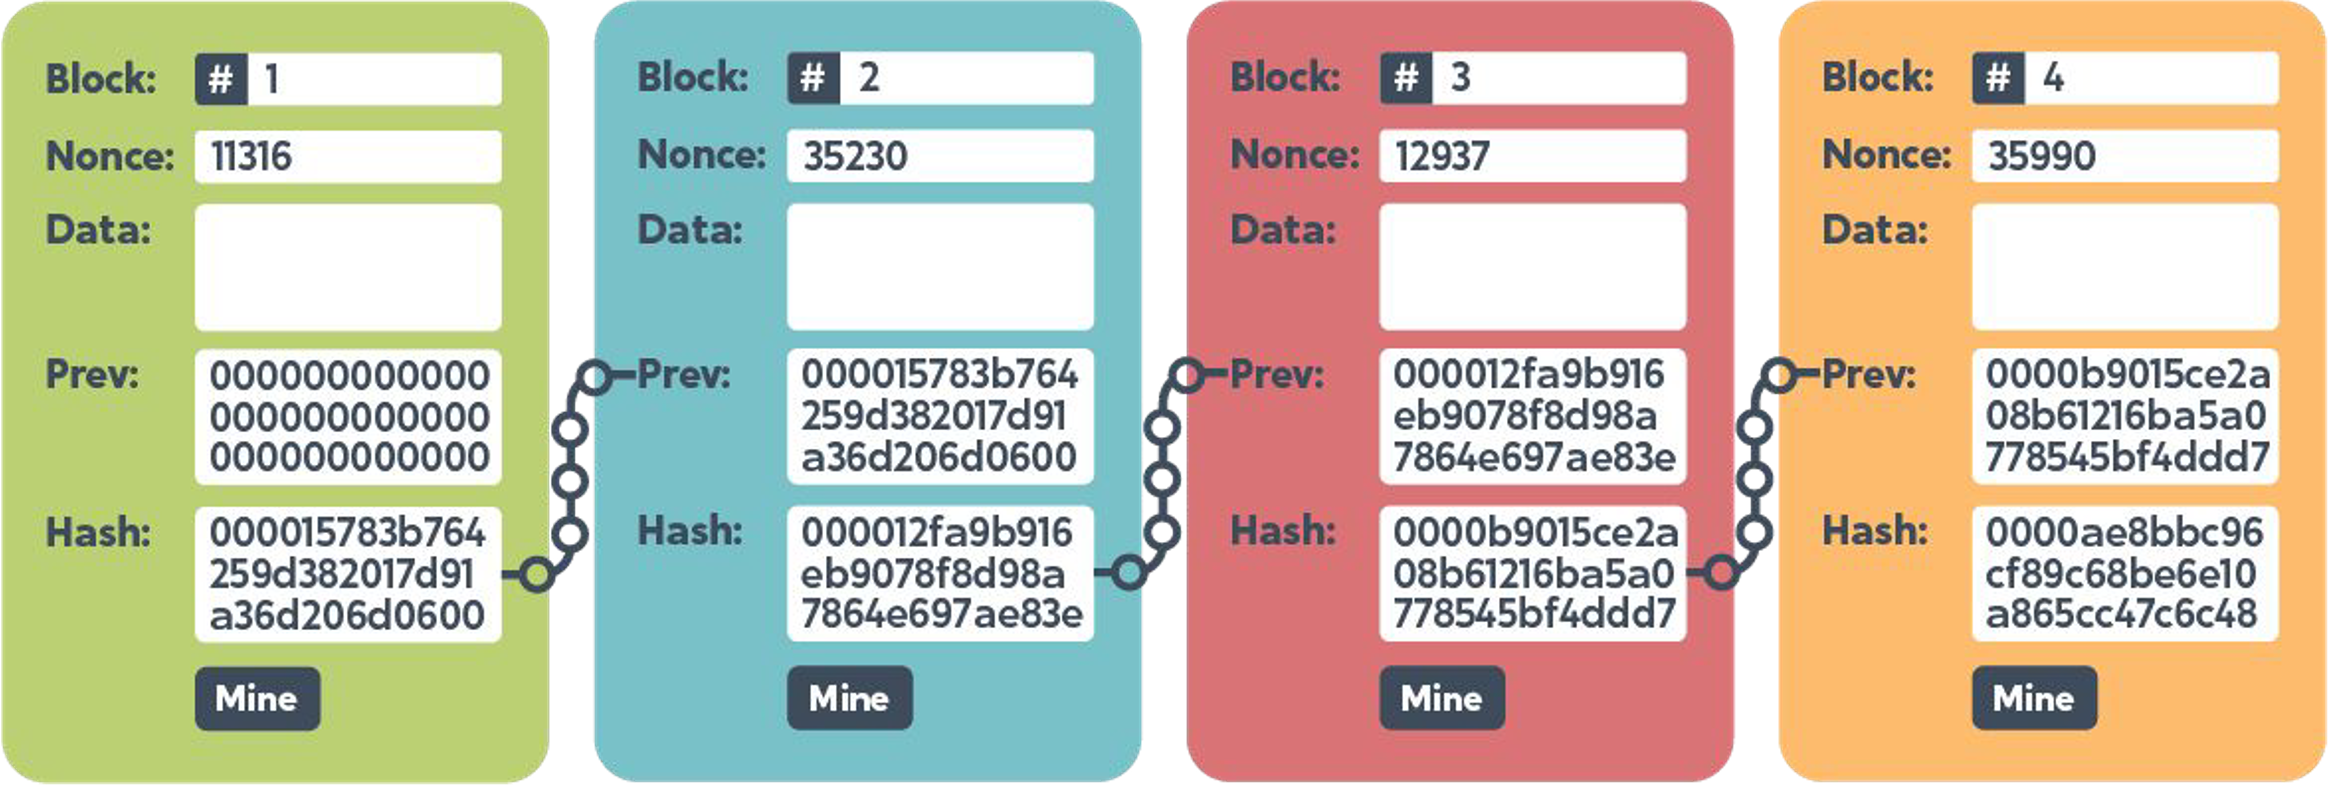 Block: # 1
Nonce: 11316
Data:
Prev: 000000000000
000000000000
000000000000
Hash: 000015783b764
259d382017d91
a36d206d0600
Mine
Block: # 2
Nonce: 35230
Data:
Prev: 000015783b764
259d382017d91
a36d206d0600
Hash: 000012fa9b916
eb9078f8d98a
7864e697ae83e
Mine
Block: # 3
Nonce: 12937
Data:
Prev: 000012fa9b916
eb9078f8d98a
7864e697ae83e
Hash: 0000b9015ce2a
08b61216ba5a0
778545bf4ddd7
Mine
Block: # 4
Nonce: 35990
Data:
Prev: 0000b9015ce2a
08b61216ba5a0
778545bf4ddd7
Hash: 0000ae8bbc96
cf89c68be6e10
a865cc47c6c48
Mine